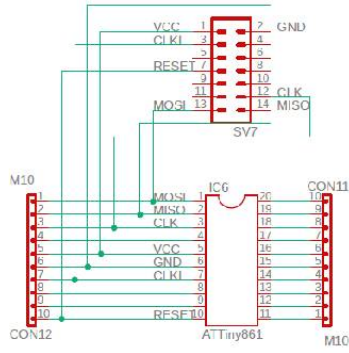 VCC 1 2 GND
CLKI 3 4
5 6
RESET 7 8
9 10
11 12 CLK
MOSI 13 14 MISO
SV7
M10 IC6 CON11
1 MOSI 1 20 10
2 MISO 2 19 9
3 CLK 3 18 8
4 4 17 7
5 VCC 5 16 6
6 GND 6 15 5
7 CLKI 7 14 4
8 8 13 3
9 9 12 2
10 RESET 10 11 1
CON12 ATTiny861 M10